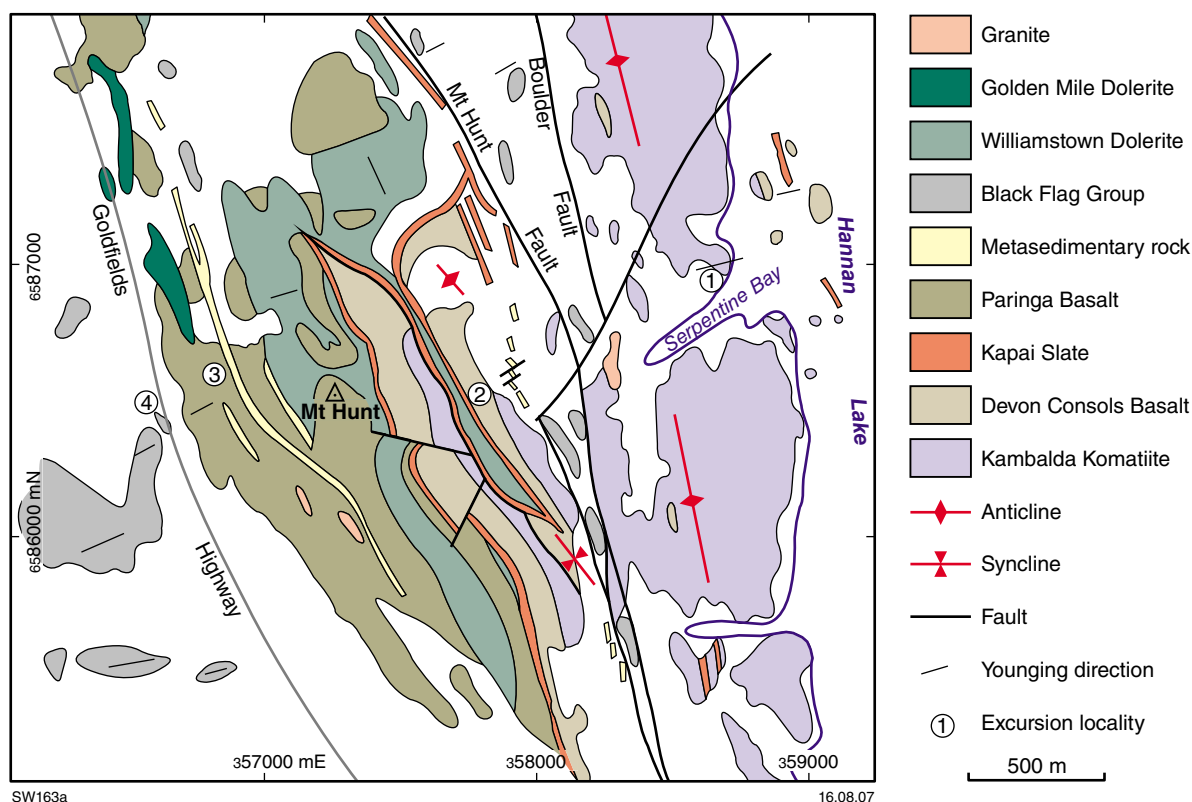 Mt Hunt
Fault
Boulder
Fault
Goldfields
Highway
Hannan
Lake
Serpentine Bay
Mt Hunt
1
2
3
4
6587000
6586000 mN
357000 mE
358000
359000
Granite
Golden Mile Dolerite
Williamstown Dolerite
Black Flag Group
Metasedimentary rock
Paringa Basalt
Kapai Slate
Devon Consols Basalt
Kambalda Komatiite
Anticline
Syncline
Fault
Younging direction
1 Excursion locality
500 m
SW163a
16.08.07